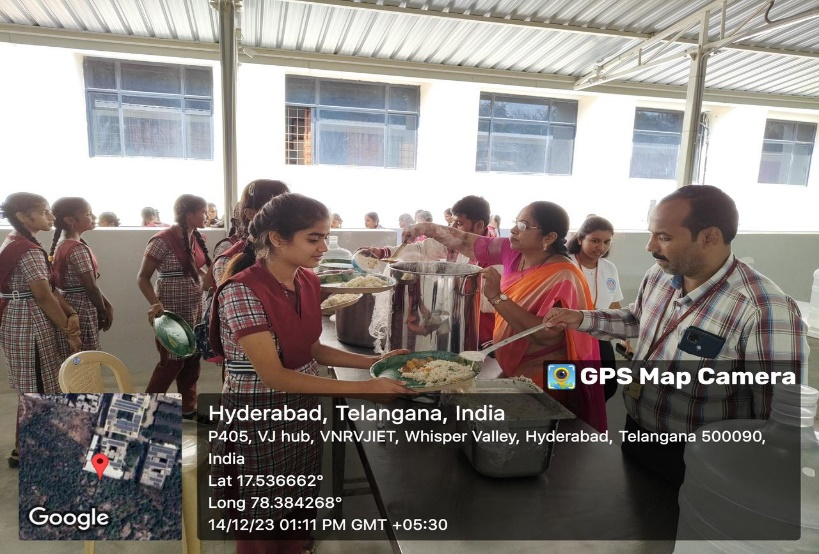 GPS Map Camera
Hyderabad, Telangana, India
P405, VJ hub, VNRVJIET, Whisper Valley, Hyderabad, Telangana 500090,
India
Lat 17.536662°
Long 78.384268°
14/12/23 01:11 PM GMT +05:30
Google